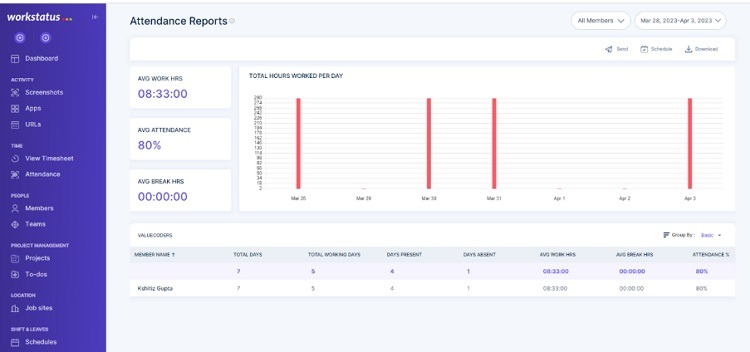 workstatus
Attendance Reports
All Members
Mar 28, 2023-Apr 3, 2023
Dashboard
ACTIVITY
Screenshots
Apps
URLs
TIME
View Timesheet
Attendance
PEOPLE
Members
Teams
PROJECT MANAGEMENT
Projects
To-dos
LOCATION
Job sites
SHIFT & LEAVES
Schedules
Send
Schedule
Download
AVG WORK HRS
08:33:00
AVG ATTENDANCE
80%
AVG BREAK HRS
00:00:00
TOTAL HOURS WORKED PER DAY
290
274
242
226
210
194
178
162
146
130
98
82
66
50
34
18
2
Mar 28
Mar 29
Mar 30
Mar 31
Apr 1
Apr 2
Apr 3
VALUECODERS
Group By : Basic
MEMBER NAME TOTAL DAYS TOTAL WORKING DAYS DAYS PRESENT DAYS ABSENT AVG WORK HRS AVG BREAK HRS ATTENDANCE %
7 5 4 1 08:33:00 00:00:00 80%
Kshitiz Gupta 7 5 4 1 08:33:00 00:00:00 80%